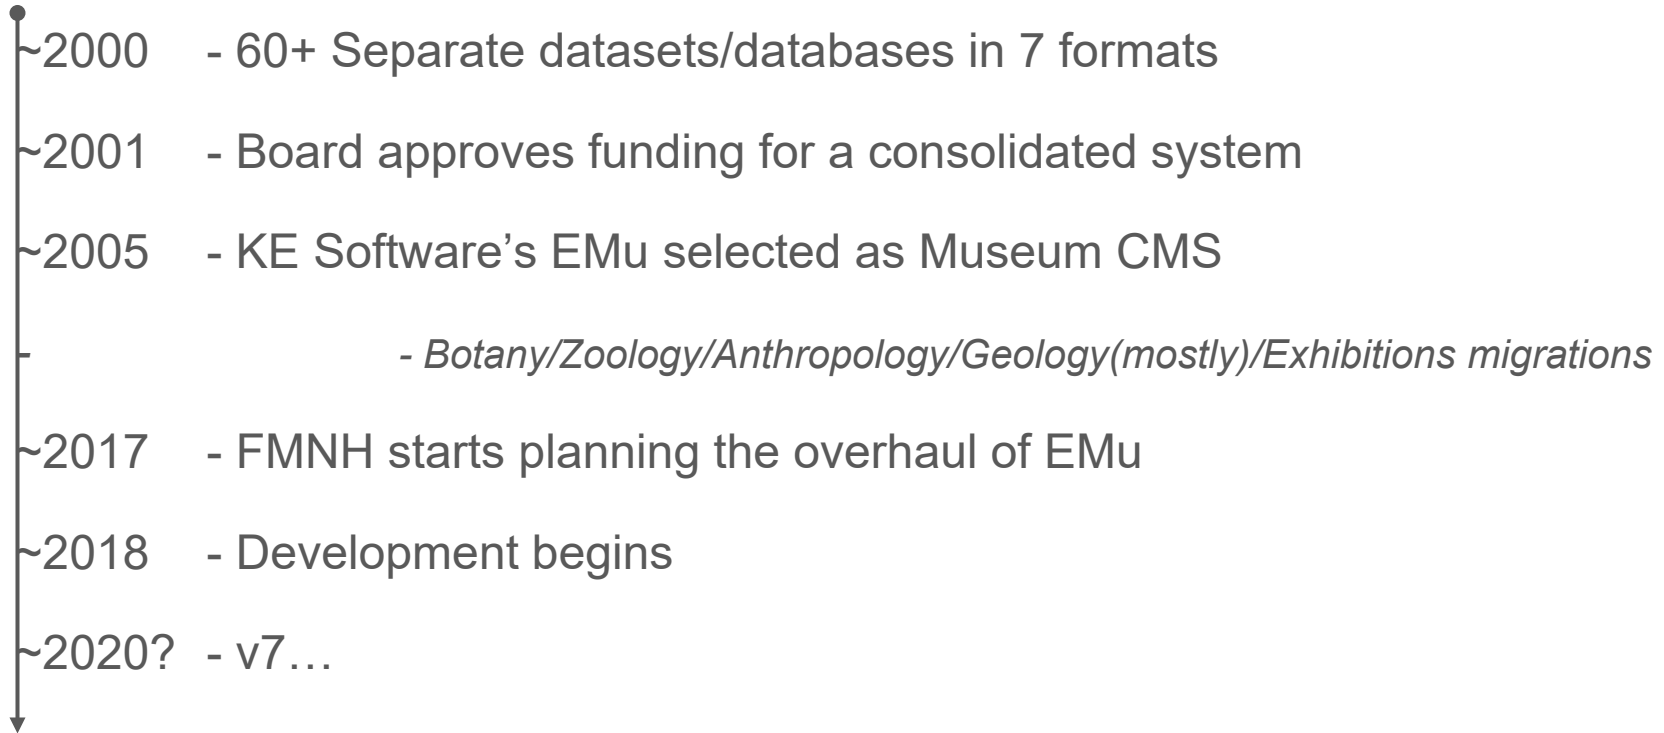 ~2000 - 60+ Separate datasets/databases in 7 formats
~2001 - Board approves funding for a consolidated system
~2005 - KE Software’s EMu selected as Museum CMS
- - Botany/Zoology/Anthropology/Geology(mostly)/Exhibitions migrations
~2017 - FMNH starts planning the overhaul of EMu
~2018 - Development begins
~2020? - v7…